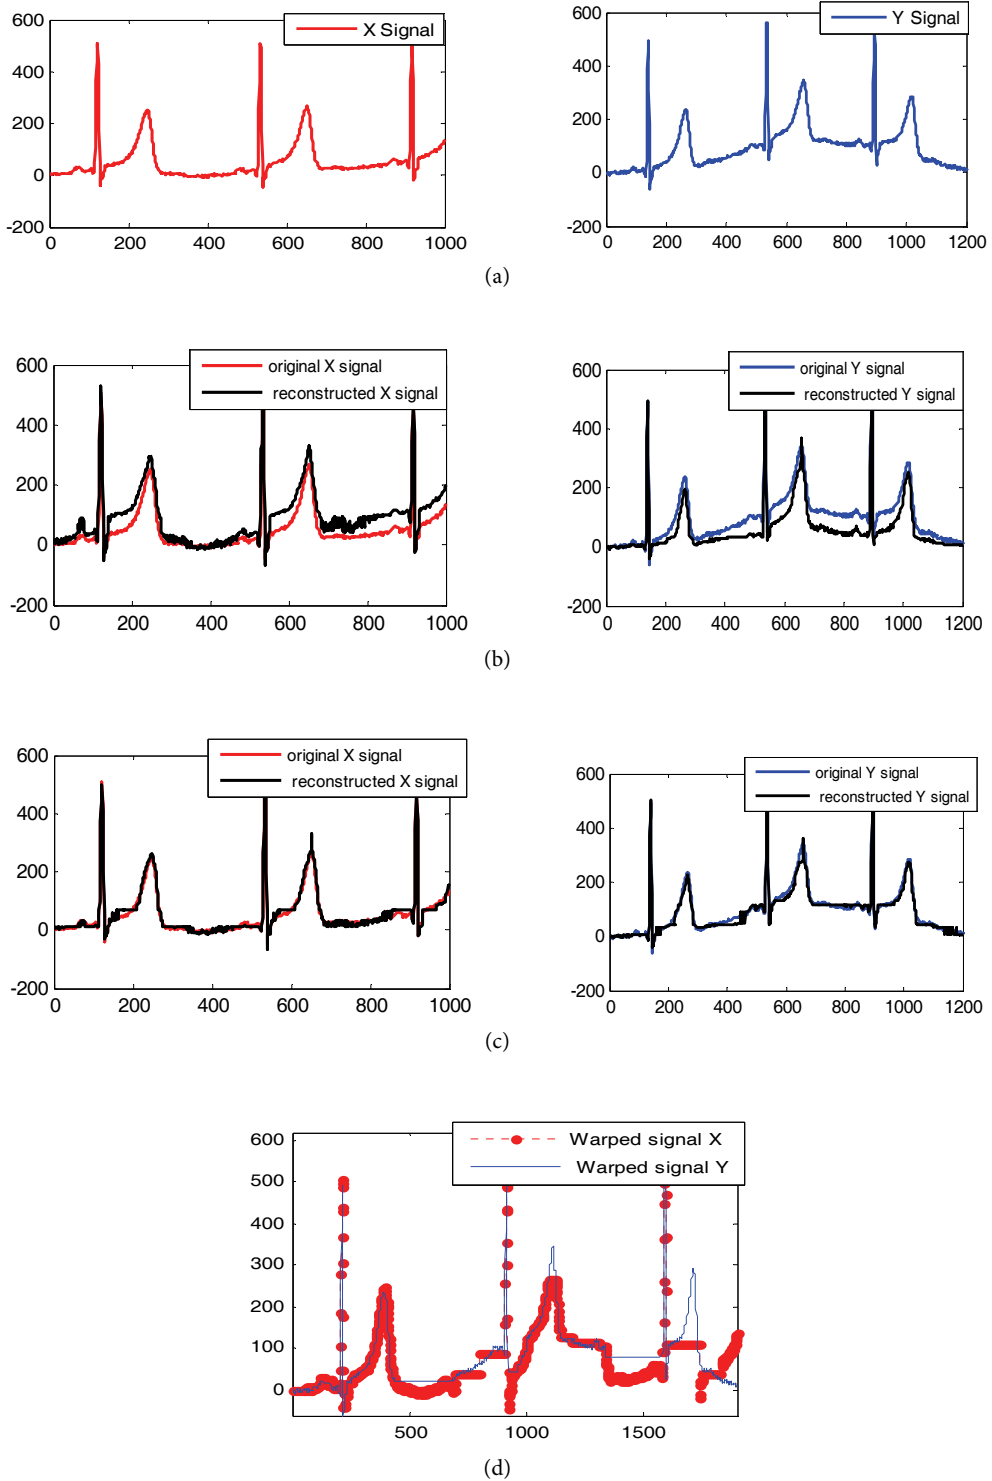 X Signal
600
400
200
0
-200
0 200 400 600 800 1000
Y Signal
600
400
200
0
-200
0 200 400 600 800 1000 1200
(a)
original X signal
reconstructed X signal
600
400
200
0
-200
0 200 400 600 800 1000
original Y signal
reconstructed Y signal
600
400
200
0
-200
0 200 400 600 800 1000 1200
(b)
original X signal
reconstructed X signal
600
400
200
0
-200
0 200 400 600 800 1000
original Y signal
reconstructed Y signal
600
400
200
0
-200
0 200 400 600 800 1000 1200
(c)
Warped signal X
Warped signal Y
600
500
400
300
200
100
0
500 1000 1500
(d)